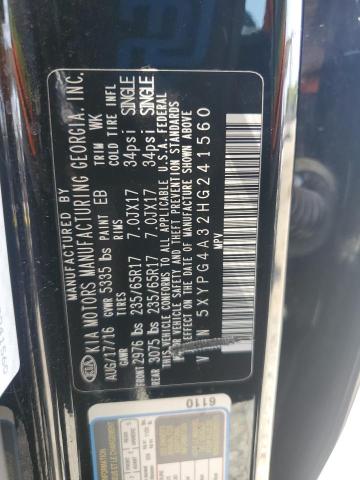 MANUFACTURED BY
KIA KIA MOTORS MANUFACTURING GEORGIA, INC.
AUG/17/16 GVWR 5335 lbs PAINT EB TRIM WK
GAWR TIRES RIMS COLD TIRE INFL
FRONT 2976 lbs 235/65R17 7.0JX17 34psi SINGLE
REAR 3075 lbs 235/65R17 7.0JX17 34psi SINGLE
THIS VEHICLE CONFORMS TO ALL APPLICABLE U.S.A. FEDERAL
MOTOR VEHICLE SAFETY AND THEFT PREVENTION STANDARDS
IN EFFECT ON THE DATE OF MANUFACTURE SHOWN ABOVE.
V I N 5XYPG4A32HG241560
MPV
6110